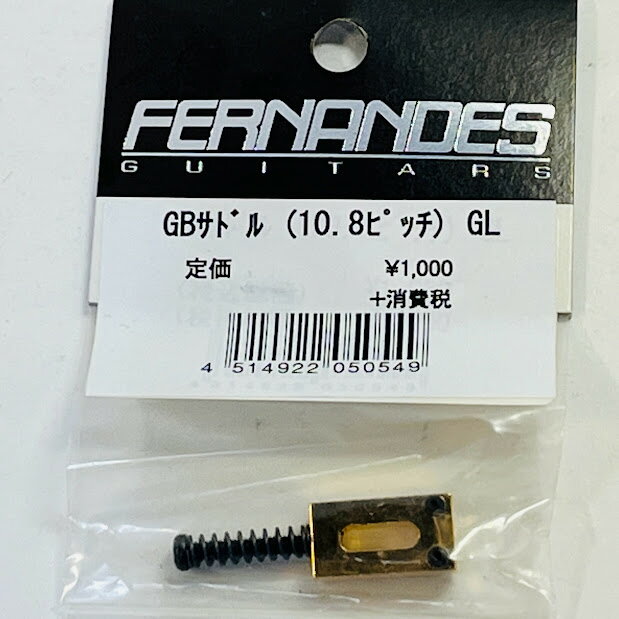 FERNANDES
GUITARS
GBｻﾄﾞﾙ (10.8ﾋﾟｯﾁ) GL
定価 ¥1,000
+消費税
4 514922 050549